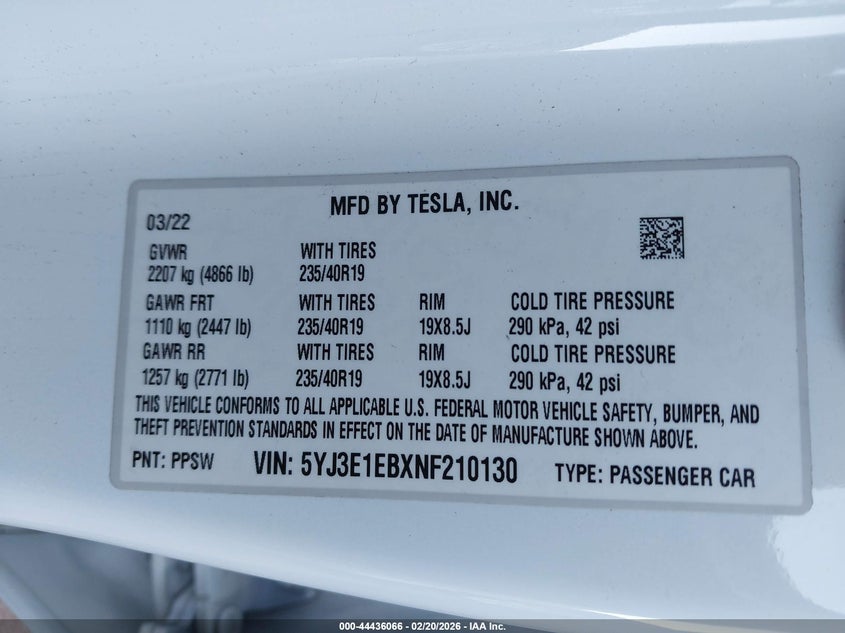 MFD BY TESLA, INC.
03/22
GVWR WITH TIRES
2207 kg (4866 lb) 235/40R19
GAWR FRT WITH TIRES RIM COLD TIRE PRESSURE
1110 kg (2447 lb) 235/40R19 19X8.5J 290 kPa, 42 psi
GAWR RR WITH TIRES RIM COLD TIRE PRESSURE
1257 kg (2771 lb) 235/40R19 19X8.5J 290 kPa, 42 psi
THIS VEHICLE CONFORMS TO ALL APPLICABLE U.S. FEDERAL MOTOR VEHICLE SAFETY, BUMPER, AND
THEFT PREVENTION STANDARDS IN EFFECT ON THE DATE OF MANUFACTURE SHOWN ABOVE.
PNT: PPSW VIN: 5YJ3E1EBXNF210130 TYPE: PASSENGER CAR
000-44436066 - 02/20/2026 - IAA Inc.